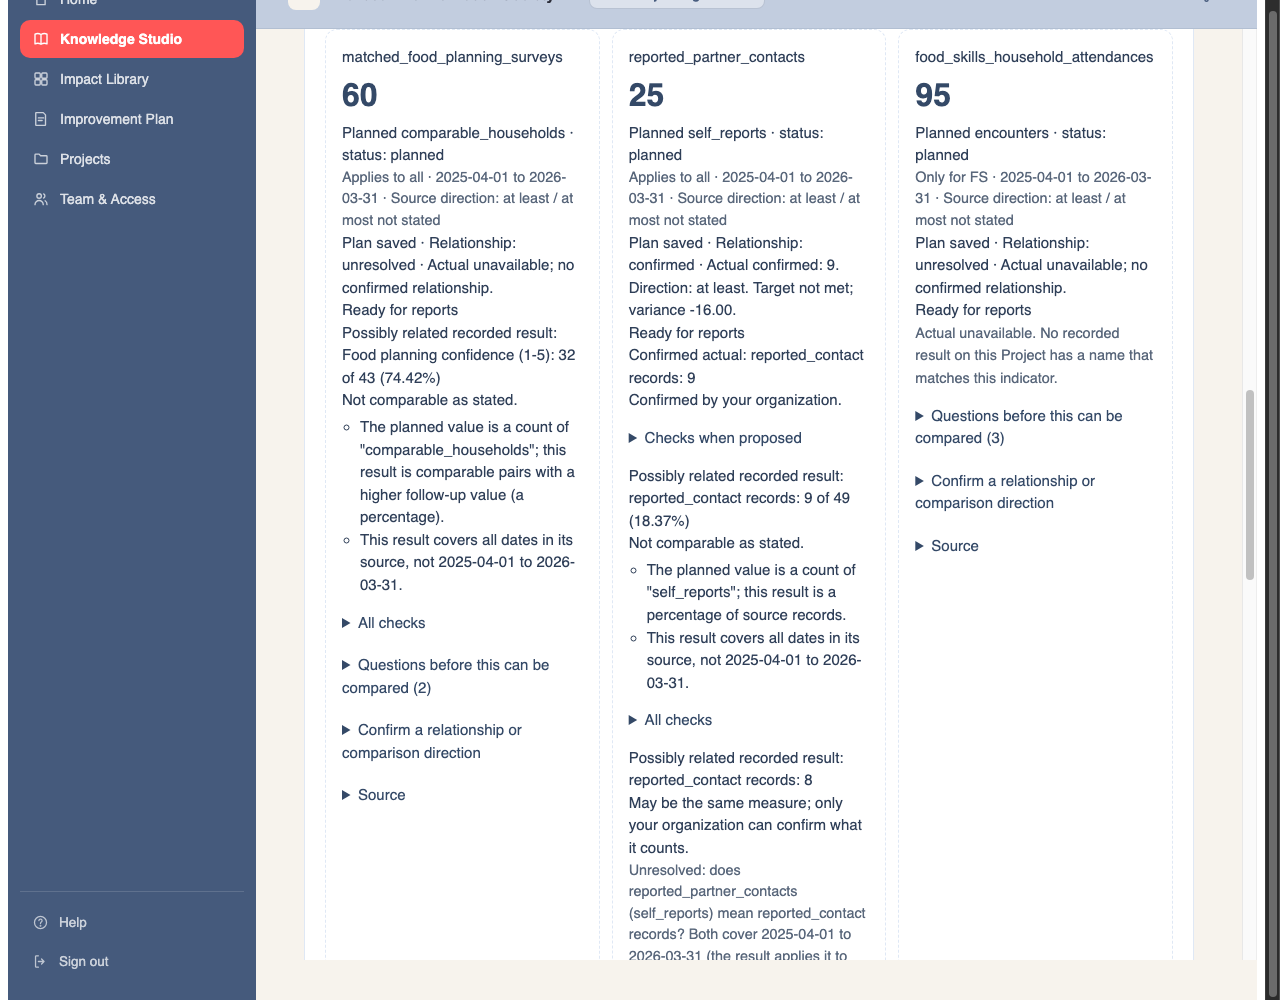 Home
Knowledge Studio
Impact Library
Improvement Plan
Projects
Team & Access
Help
Sign out
matched_food_planning_surveys
60
Planned comparable_households ·
status: planned
Applies to all · 2025-04-01 to 2026-
03-31 · Source direction: at least / at
most not stated
Plan saved · Relationship:
unresolved · Actual unavailable; no
confirmed relationship.
Ready for reports
Possibly related recorded result:
Food planning confidence (1-5): 32
of 43 (74.42%)
Not comparable as stated.
The planned value is a count of
"comparable_households"; this
result is comparable pairs with a
higher follow-up value (a
percentage).
This result covers all dates in its
source, not 2025-04-01 to 2026-
03-31.
All checks
Questions before this can be
compared (2)
Confirm a relationship or
comparison direction
Source
reported_partner_contacts
25
Planned self_reports · status:
planned
Applies to all · 2025-04-01 to 2026-
03-31 · Source direction: at least / at
most not stated
Plan saved · Relationship:
confirmed · Actual confirmed: 9.
Direction: at least. Target not met;
variance -16.00.
Ready for reports
Confirmed actual: reported_contact
records: 9
Confirmed by your organization.
Checks when proposed
Possibly related recorded result:
reported_contact records: 9 of 49
(18.37%)
Not comparable as stated.
The planned value is a count of
"self_reports"; this result is a
percentage of source records.
This result covers all dates in its
source, not 2025-04-01 to 2026-
03-31.
All checks
Possibly related recorded result:
reported_contact records: 8
May be the same measure; only
your organization can confirm what
it counts.
Unresolved: does
reported_partner_contacts
(self_reports) mean reported_contact
records? Both cover 2025-04-01 to
2026-03-31 (the result applies it to
food_skills_household_attendances
95
Planned encounters · status:
planned
Only for FS · 2025-04-01 to 2026-03-
31 · Source direction: at least / at
most not stated
Plan saved · Relationship:
unresolved · Actual unavailable; no
confirmed relationship.
Ready for reports
Actual unavailable. No recorded
result on this Project has a name that
matches this indicator.
Questions before this can be
compared (3)
Confirm a relationship or
comparison direction
Source